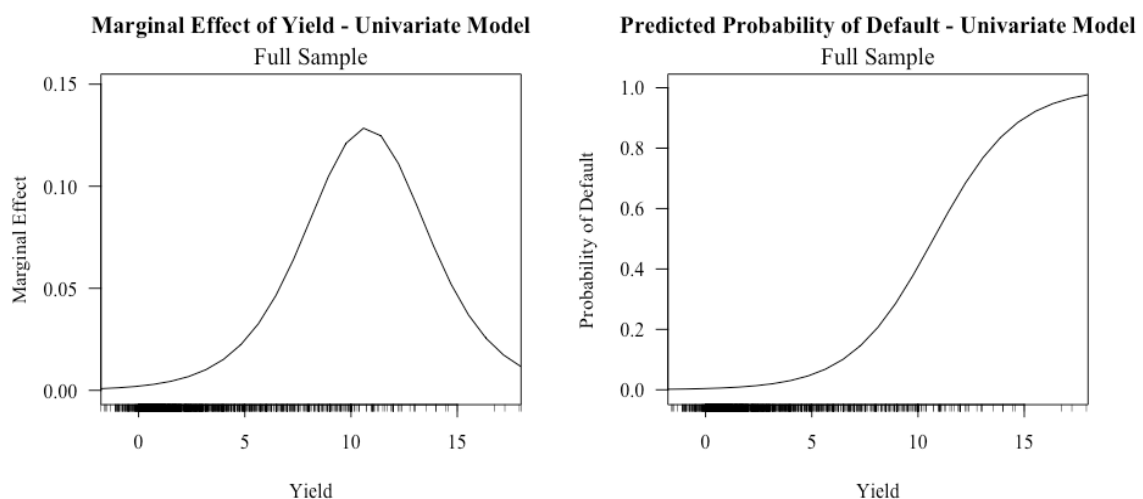 Marginal Effect of Yield - Univariate Model
Full Sample
0.15
0.10
0.05
0.00
Marginal Effect
0 5 10 15
Yield
Predicted Probability of Default - Univariate Model
Full Sample
1.0
0.8
0.6
0.4
0.2
0.0
Probability of Default
0 5 10 15
Yield